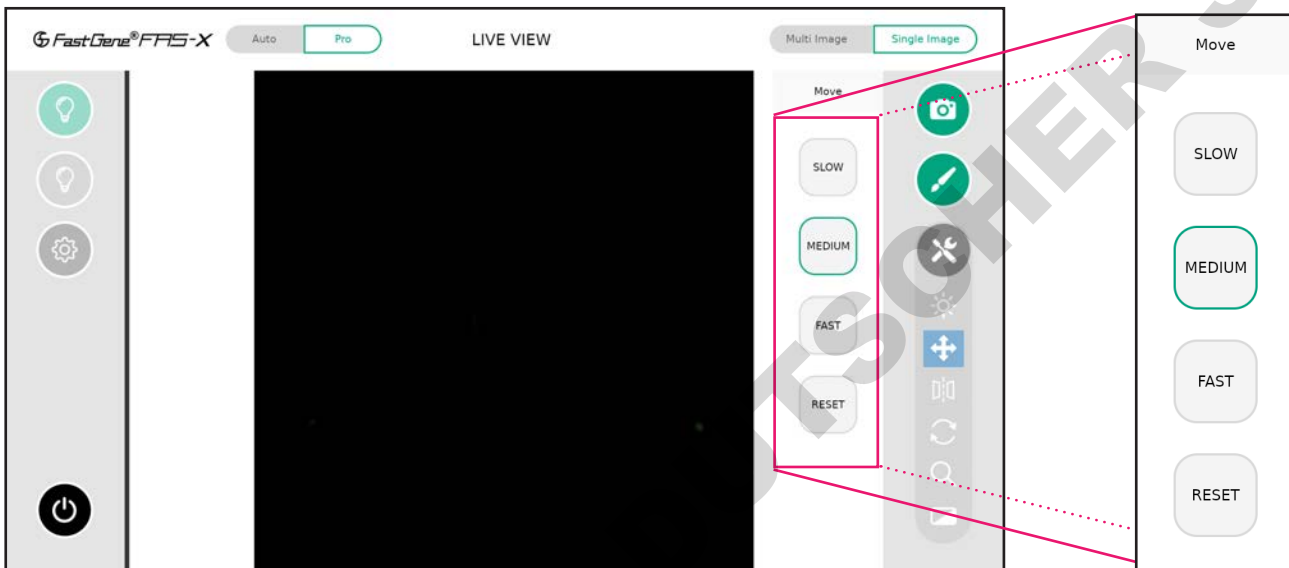 FastGene®FAS-X
Auto
Pro
LIVE VIEW
Multi Image
Single Image
Move
SLOW
MEDIUM
FAST
RESET
Move
SLOW
MEDIUM
FAST
RESET
DUTSCHER S